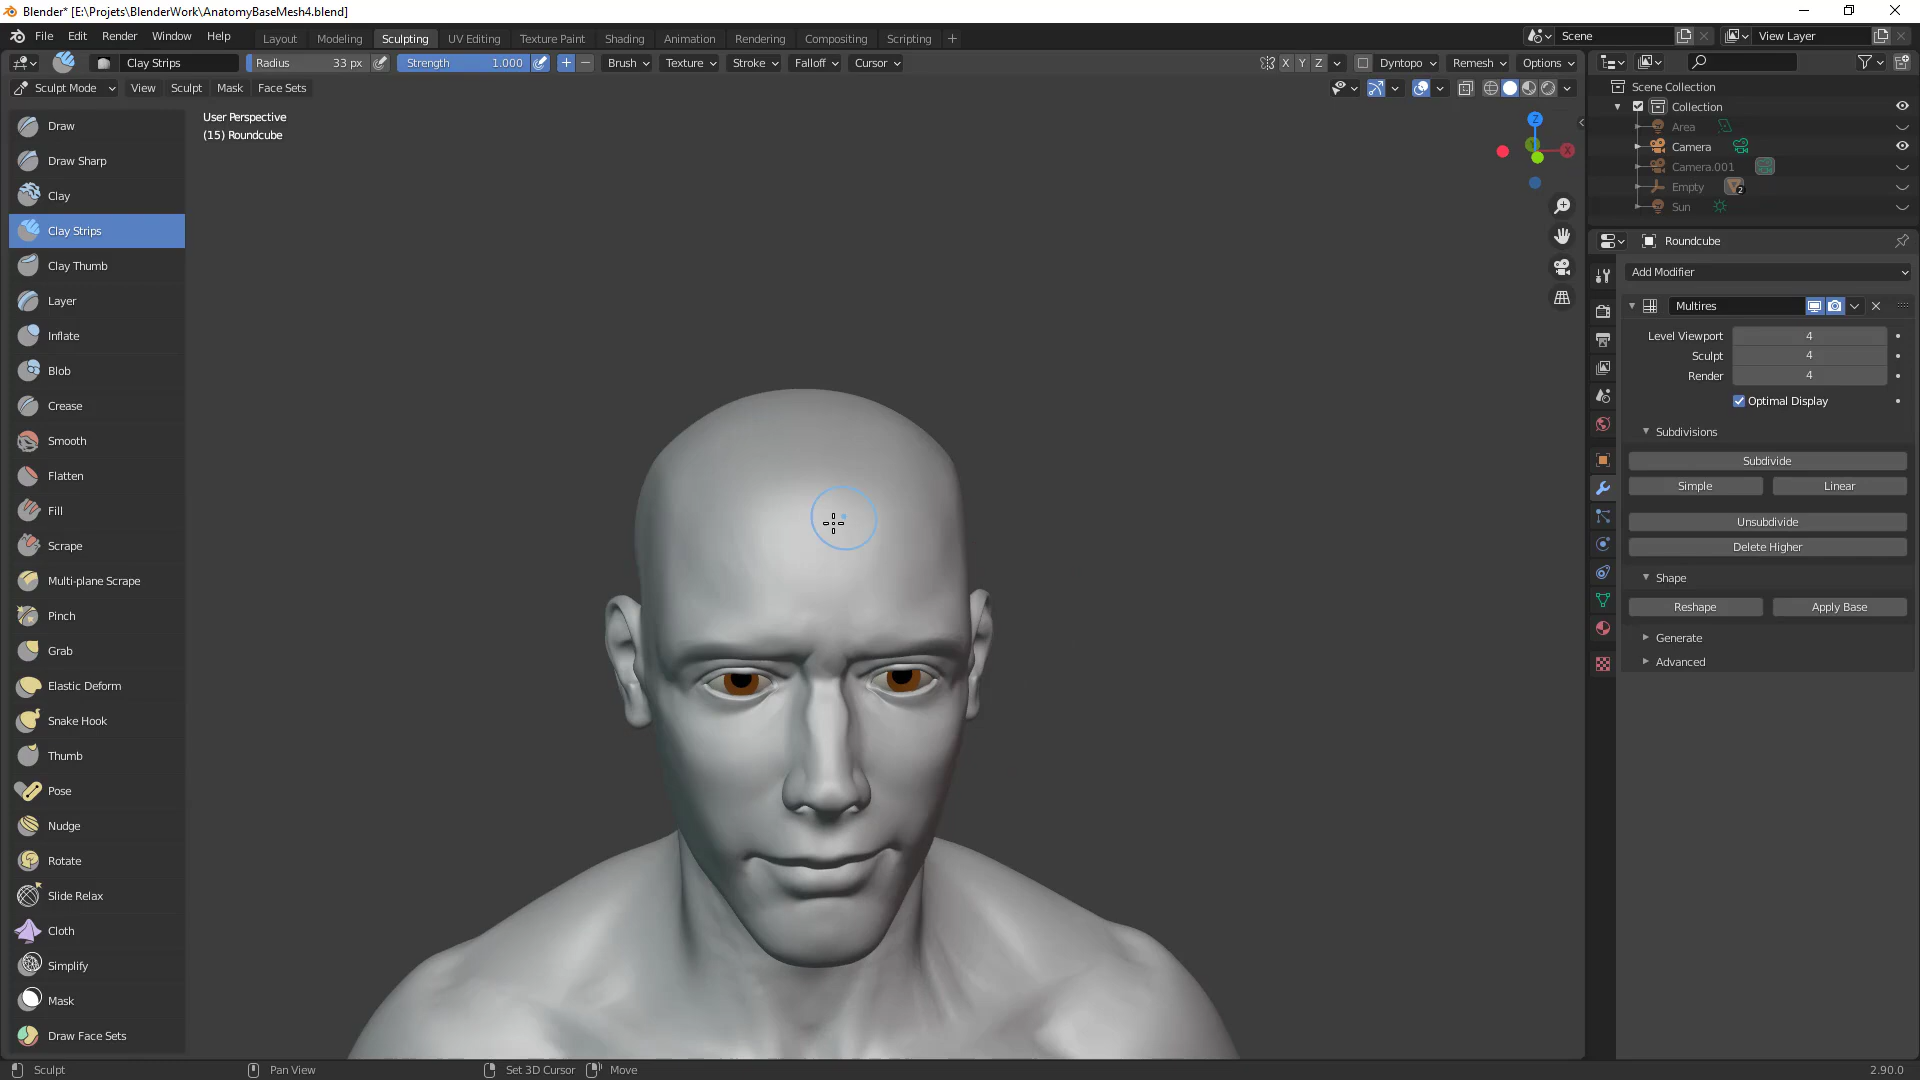 Blender* [E:\Projets\BlenderWork\AnatomyBaseMesh4.blend]
File Edit Render Window Help Layout Modeling Sculpting UV Editing Texture Paint Shading Animation Rendering Compositing Scripting + Scene View Layer
Clay Strips Radius 33 px Strength 1.000 + − Brush Texture Stroke Falloff Cursor X Y Z Dyntopo Remesh Options
Sculpt Mode View Sculpt Mask Face Sets
User Perspective
(15) Roundcube
Draw
Draw Sharp
Clay
Clay Strips
Clay Thumb
Layer
Inflate
Blob
Crease
Smooth
Flatten
Fill
Scrape
Multi-plane Scrape
Pinch
Grab
Elastic Deform
Snake Hook
Thumb
Pose
Nudge
Rotate
Slide Relax
Cloth
Simplify
Mask
Draw Face Sets
Z
X
Scene Collection
Collection
Area
Camera
Camera.001
Empty 2
Sun
Roundcube
Add Modifier
Multires
Level Viewport 4
Sculpt 4
Render 4
Optimal Display
Subdivisions
Subdivide
Simple Linear
Unsubdivide
Delete Higher
Shape
Reshape Apply Base
Generate
Advanced
Sculpt Pan View Set 3D Cursor Move 2.90.0